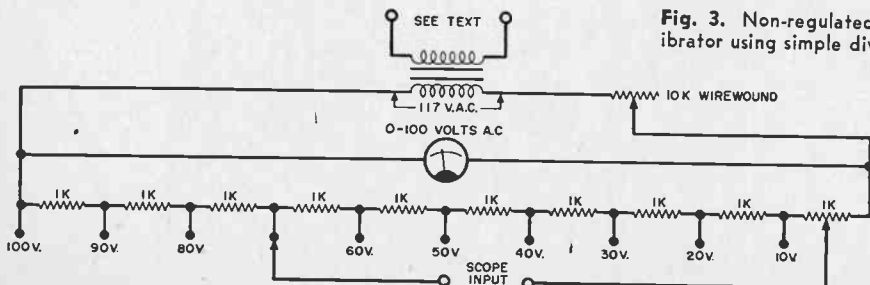 SEE TEXT
Fig. 3. Non-regulated
ibrator using simple div
117 V.A.C.
10K WIREWOUND
0-100 VOLTS A.C
1K 1K 1K 1K 1K 1K 1K 1K 1K 1K
100V. 90V. 80V. 60V. 50V. 40V. 30V. 20V. 10V.
SCOPE
INPUT